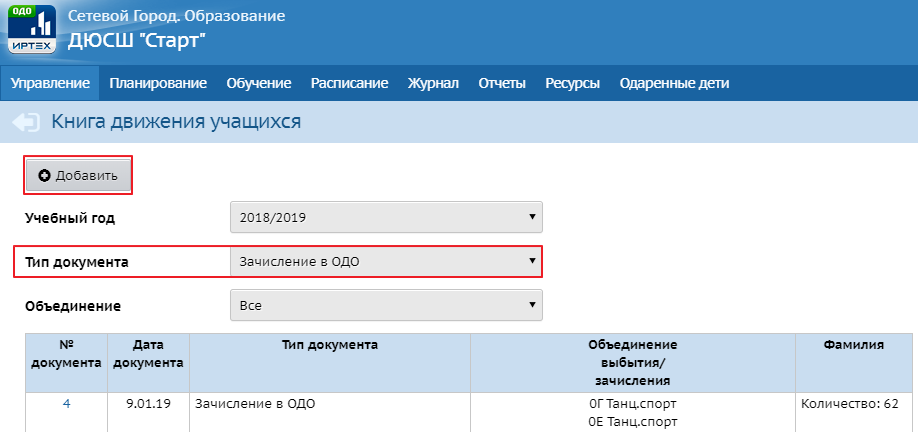 ОДО
ИРТЕХ
Сетевой Город. Образование
ДЮСШ "Старт"
Управление Планирование Обучение Расписание Журнал Отчеты Ресурсы Одаренные дети
Книга движения учащихся
Добавить
Учебный год 2018/2019
Тип документа Зачисление в ОДО
Объединение Все
№ документа Дата документа Тип документа Объединение выбытия/зачисления Фамилия
4 9.01.19 Зачисление в ОДО 0Г Танц.спорт Количество: 62
0Е Танц.спорт